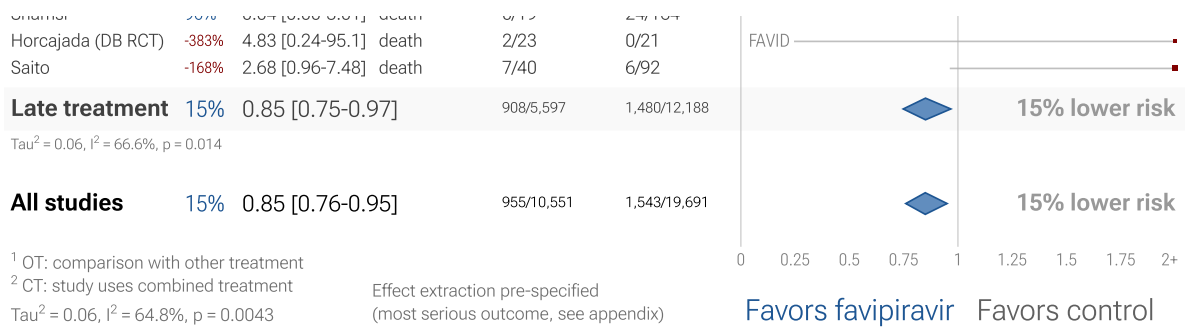 Horcajada (DB RCT) -383% 4.83 [0.24-95.1] death 2/23 0/21 FAVID
Saito -168% 2.68 [0.96-7.48] death 7/40 6/92
Late treatment 15% 0.85 [0.75-0.97] 908/5,597 1,480/12,188 15% lower risk
Tau² = 0.06, I² = 66.6%, p = 0.014
All studies 15% 0.85 [0.76-0.95] 955/10,551 1,543/19,691 15% lower risk
0 0.25 0.5 0.75 1 1.25 1.5 1.75 2+
¹ OT: comparison with other treatment
² CT: study uses combined treatment
Tau² = 0.06, I² = 64.8%, p = 0.0043
Effect extraction pre-specified
(most serious outcome, see appendix)
Favors favipiravir Favors control